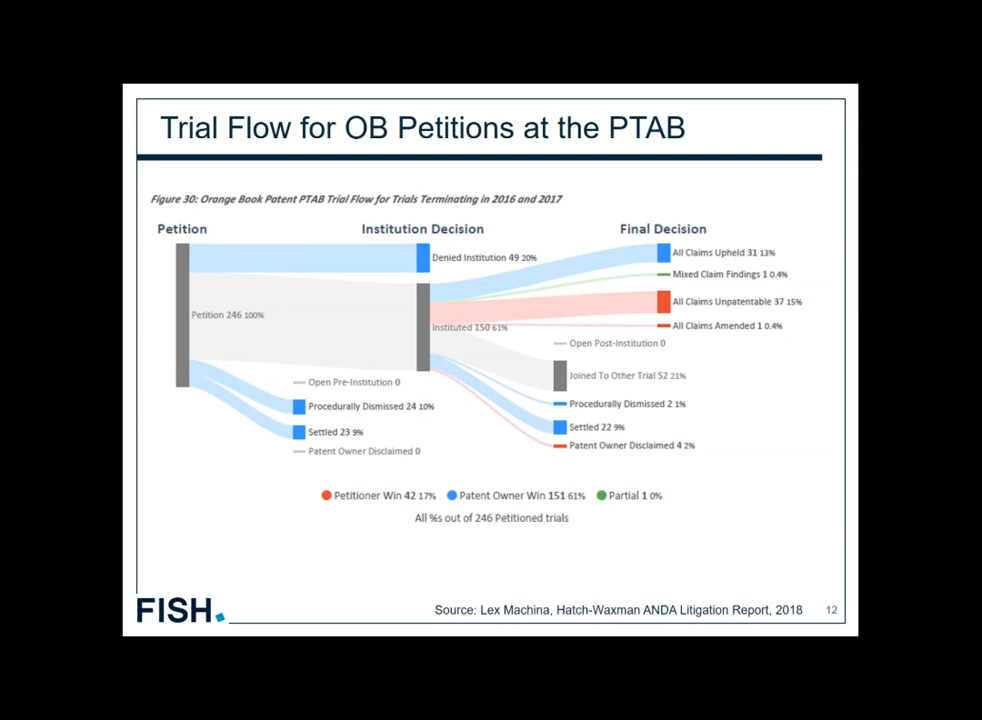 Trial Flow for OB Petitions at the PTAB
Figure 30: Orange Book Patent PTAB Trial Flow for Trials Terminating in 2016 and 2017
Petition
Institution Decision
Final Decision
Denied Institution 49 20%
All Claims Upheld 31 13%
Mixed Claim Findings 1 0.4%
All Claims Unpatentable 37 15%
Petition 246 100%
Instituted 150 61%
All Claims Amended 1 0.4%
Open Post-Institution 0
Joined To Other Trial 52 21%
Open Pre-Institution 0
Procedurally Dismissed 24 10%
Procedurally Dismissed 2 1%
Settled 23 9%
Settled 22 9%
Patent Owner Disclaimed 0
Patent Owner Disclaimed 4 2%
Petitioner Win 42 17%
Patent Owner Win 151 61%
Partial 1 0%
All %s out of 246 Petitioned trials
FISH.
Source: Lex Machina, Hatch-Waxman ANDA Litigation Report, 2018
12